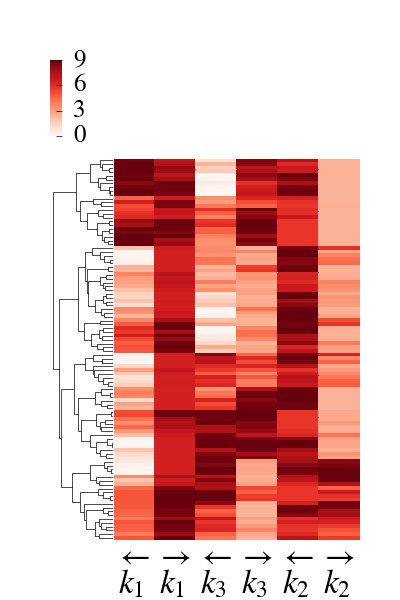 9
6
3
0
← → ← → ← →
k₁ k₁ k₃ k₃ k₂ k₂